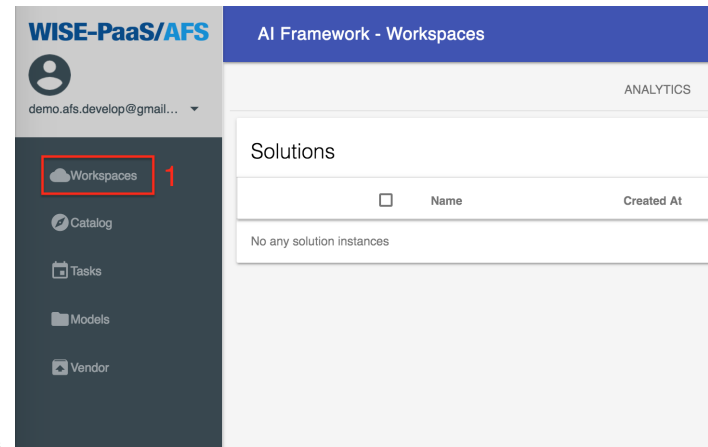 WISE-PaaS/AFS
AI Framework - Workspaces
demo.afs.develop@gmail...
ANALYTICS
Workspaces 1
Catalog
Tasks
Models
Vendor
Solutions
Name Created At
No any solution instances